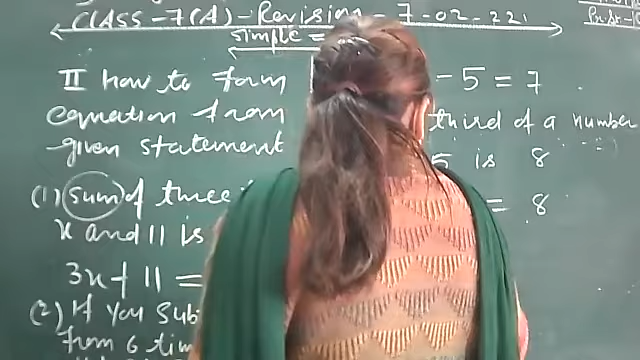 CLASS-7(A)-Revision-7-02-22
simple =
II how to form
equation from
given statement
(1) sum of three
x and 11 is
3x + 11 =
(2) If you Sub
from 6 tim
- 5 = 7
third of a number
5 is 8
= 8